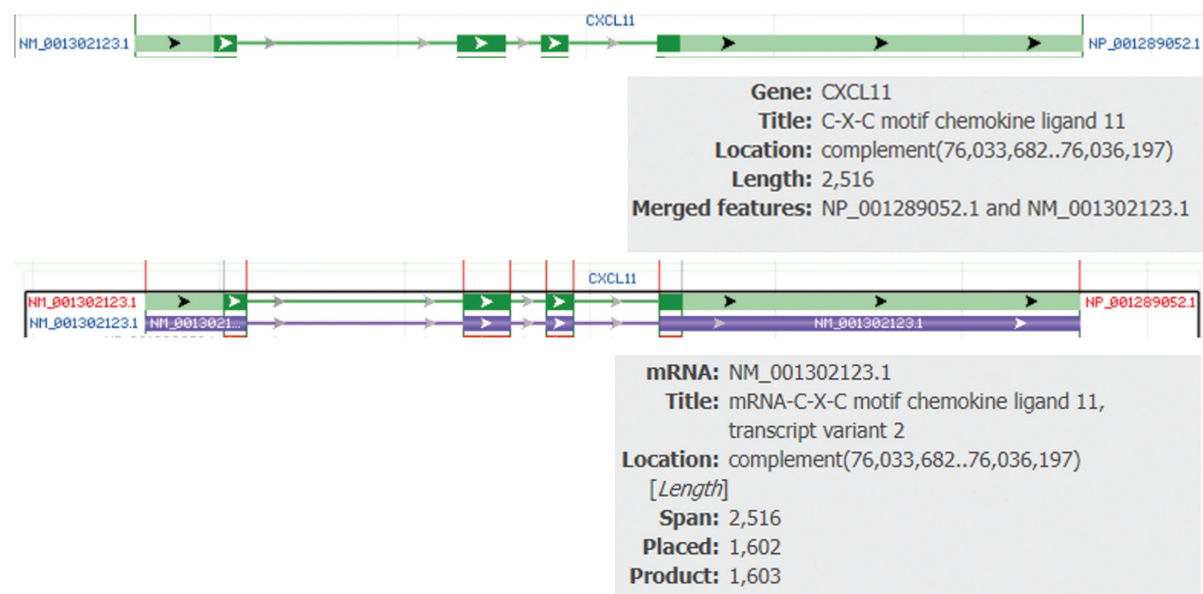 CXCL11
NM_001302123.1 NP_001289052.1
Gene: CXCL11
Title: C-X-C motif chemokine ligand 11
Location: complement(76,033,682..76,036,197)
Length: 2,516
Merged features: NP_001289052.1 and NM_001302123.1
CXCL11
NM_001302123.1 NP_001289052.1
NM_001302123.1 NM_0013021... NM_001302123.1
mRNA: NM_001302123.1
Title: mRNA-C-X-C motif chemokine ligand 11,
transcript variant 2
Location: complement(76,033,682..76,036,197)
[Length]
Span: 2,516
Placed: 1,602
Product: 1,603